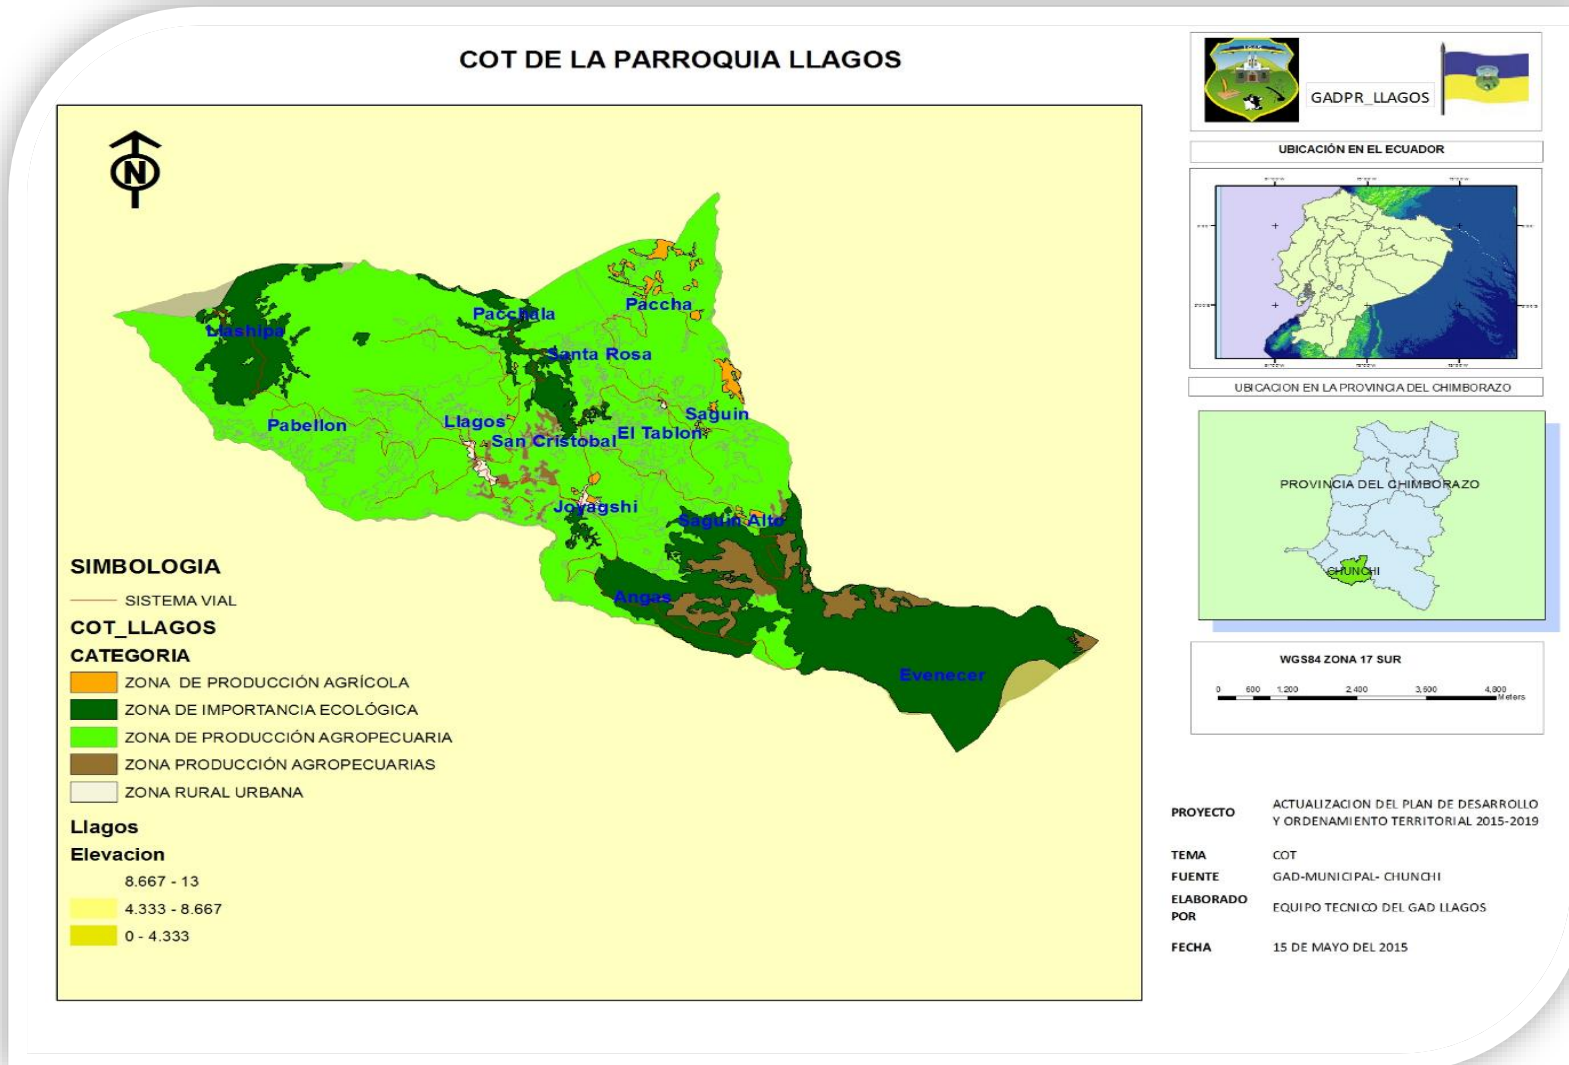 COT DE LA PARROQUIA LLAGOS
N
Llashipa
Pacchala
Paccha
Santa Rosa
Pabellon
Llagos
San Cristobal
El Tablon
Saguin
Joyagshi
Saguin Alto
Angas
Evenecer
SIMBOLOGIA
SISTEMA VIAL
COT_LLAGOS
CATEGORIA
ZONA DE PRODUCCIÓN AGRÍCOLA
ZONA DE IMPORTANCIA ECOLÓGICA
ZONA DE PRODUCCIÓN AGROPECUARIA
ZONA PRODUCCIÓN AGROPECUARIAS
ZONA RURAL URBANA
Llagos
Elevacion
8.667 - 13
4.333 - 8.667
0 - 4.333
GADPR_LLAGOS
UBICACIÓN EN EL ECUADOR
UBICACION EN LA PROVINCIA DEL CHIMBORAZO
PROVINCIA DEL CHIMBORAZO
CHUNCHI
WGS84 ZONA 17 SUR
0 600 1,200 2,400 3,600 4,800
Meters
PROYECTO ACTUALIZACION DEL PLAN DE DESARROLLO
Y ORDENAMIENTO TERRITORIAL 2015-2019
TEMA COT
FUENTE GAD-MUNICIPAL- CHUNCHI
ELABORADO POR EQUIPO TECNICO DEL GAD LLAGOS
FECHA 15 DE MAYO DEL 2015